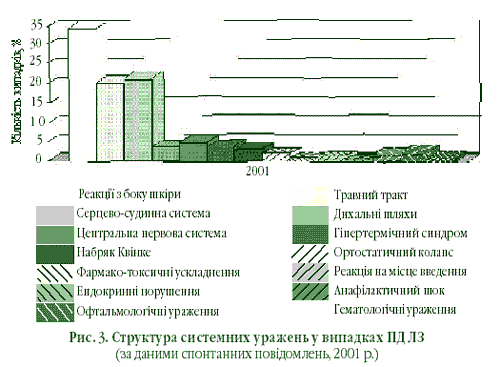 Кількість випадків, %
35
30
25
20
15
10
5
0
2001
Реакції з боку шкіри
Серцево-судинна система
Центральна нервова система
Набряк Квінке
Фармако-токсичні ускладнення
Ендокринні порушення
Офтальмологічні ураження
Травний тракт
Дихальні шляхи
Гіпертермічний синдром
Ортостатичний колапс
Реакція на місце введення
Анафілактичний шок
Гематологічні ураження
Рис. 3. Структура системних уражень у випадках ПД ЛЗ
(за даними спонтанних повідомлень, 2001 р.)